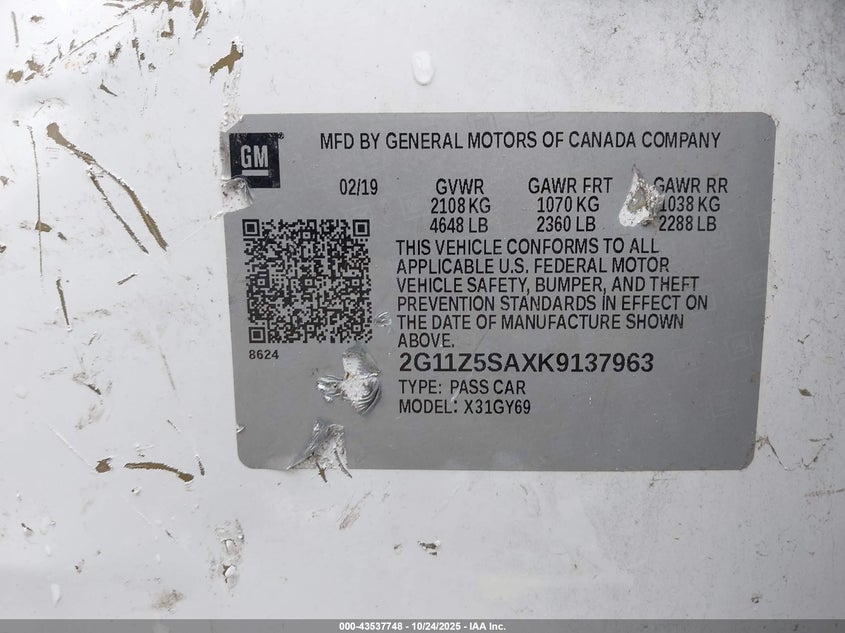 GM
MFD BY GENERAL MOTORS OF CANADA COMPANY
02/19 GVWR GAWR FRT GAWR RR
2108 KG 1070 KG 1038 KG
4648 LB 2360 LB 2288 LB
THIS VEHICLE CONFORMS TO ALL
APPLICABLE U.S. FEDERAL MOTOR
VEHICLE SAFETY, BUMPER, AND THEFT
PREVENTION STANDARDS IN EFFECT ON
THE DATE OF MANUFACTURE SHOWN
ABOVE.
8624
2G11Z5SAXK9137963
TYPE: PASS CAR
MODEL: X31GY69
000-43537748 - 10/24/2025 - IAA Inc.